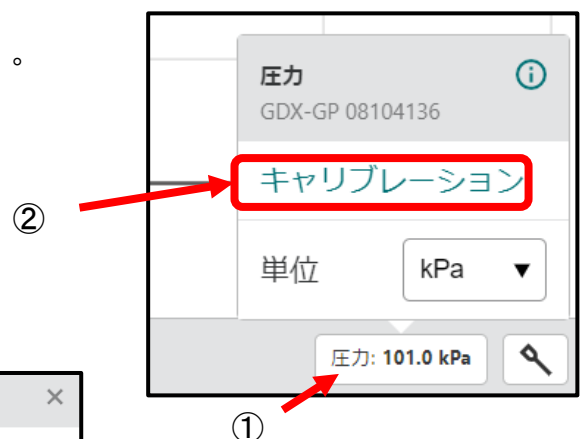 。
圧力
GDX-GP 08104136
キャリブレーション
②
単位 kPa ▼
圧力: 101.0 kPa
①